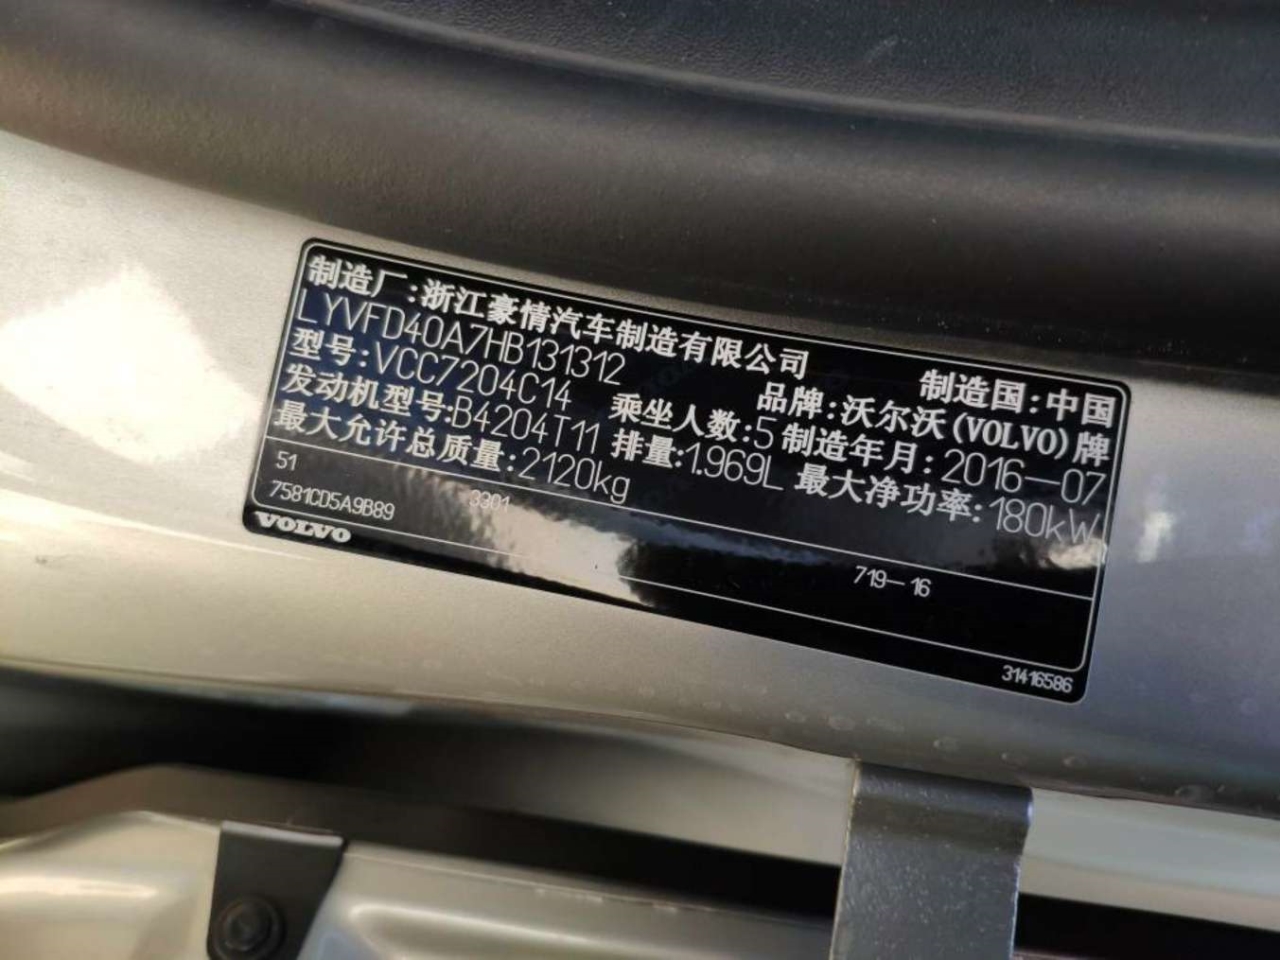 制造厂:浙江豪情汽车制造有限公司 制造国:中国
LYVFD40A7HB131312 品牌:沃尔沃(VOLVO)牌
型号:VCC7204C14 乘坐人数:5 制造年月:2016-07
发动机型号:B4204T11 排量:1.969L 最大净功率:180kW
最大允许总质量:2120kg
51 3301 719-16
7581CD5A9B89
VOLVO 31416586